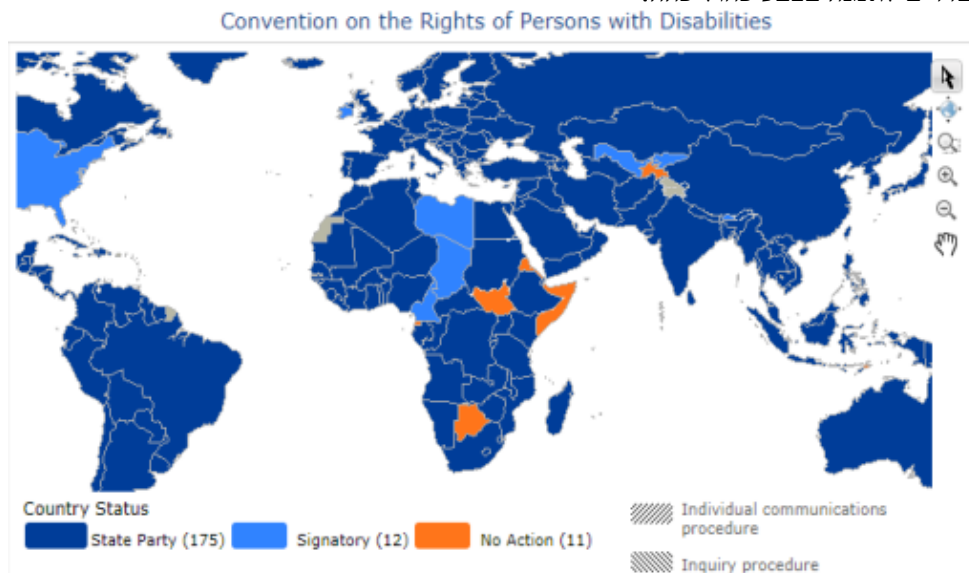 Convention on the Rights of Persons with Disabilities
Country Status
State Party (175)
Signatory (12)
No Action (11)
Individual communications
procedure
Inquiry procedure